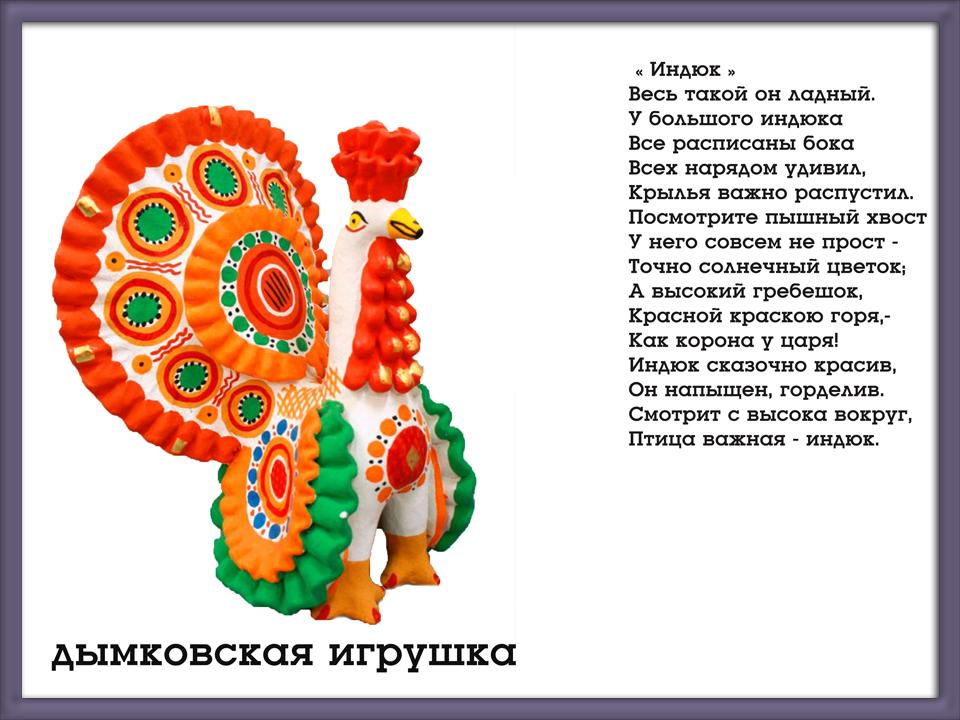 « Индюк »
Весь такой он ладный.
У большого индюка
Все расписаны бока
Всех нарядом удивил,
Крылья важно распустил.
Посмотрите пышный хвост
У него совсем не прост -
Точно солнечный цветок;
А высокий гребешок,
Красной краскою горя,-
Как корона у царя!
Индюк сказочно красив,
Он напыщен, горделив.
Смотрит с высока вокруг,
Птица важная - индюк.
дымковская игрушка